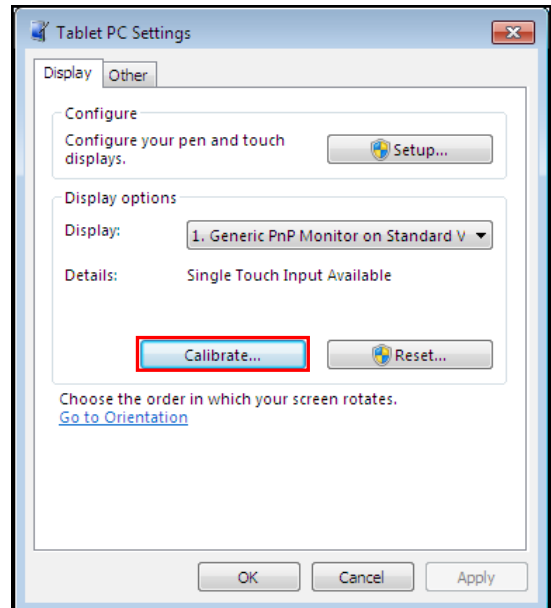 Tablet PC Settings
Display Other
Configure
Configure your pen and touch
displays.
Setup...
Display options
Display:
1. Generic PnP Monitor on Standard V
Details:
Single Touch Input Available
Calibrate...
Reset...
Choose the order in which your screen rotates.
Go to Orientation
OK Cancel Apply